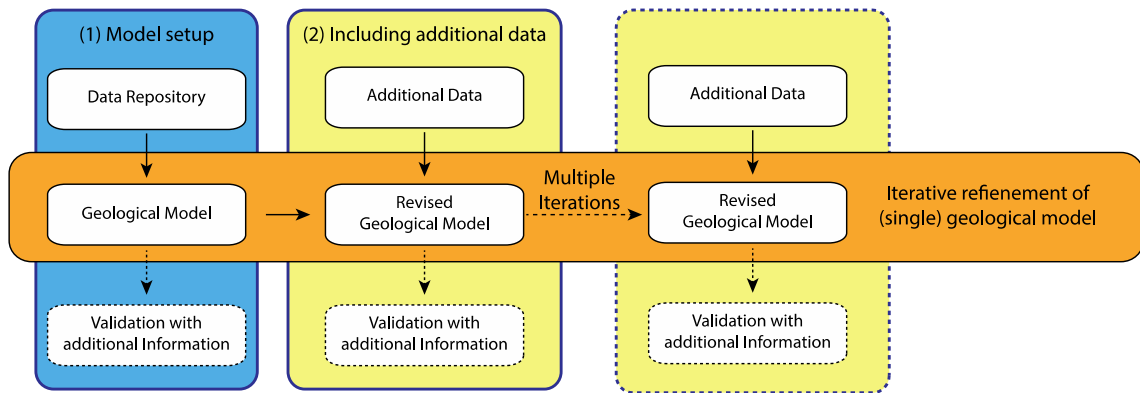 (1) Model setup
(2) Including additional data
Data Repository
Additional Data
Additional Data
Geological Model
Revised
Geological Model
Multiple
Iterations
Revised
Geological Model
Iterative refienement of
(single) geological model
Validation with
additional Information
Validation with
additional Information
Validation with
additional Information